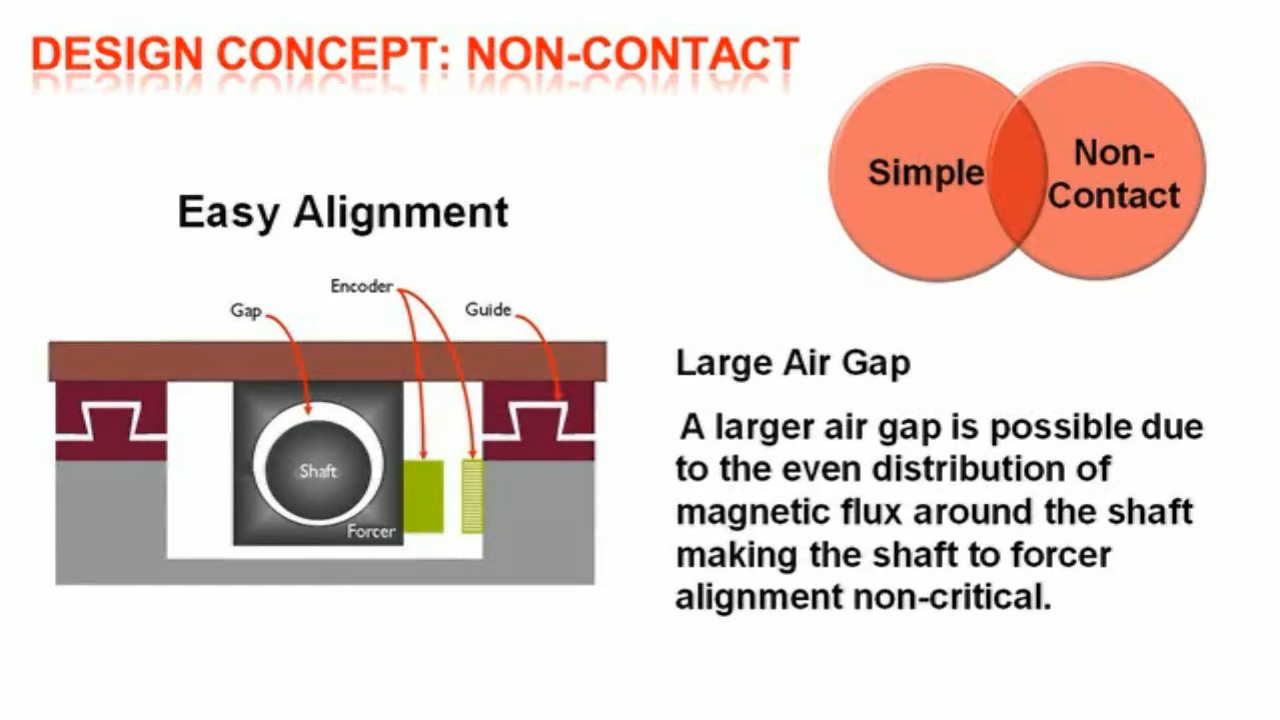 DESIGN CONCEPT: NON-CONTACT
Simple
Non-
Contact
Easy Alignment
Encoder
Gap
Guide
Shaft
Forcer
Large Air Gap
A larger air gap is possible due
to the even distribution of
magnetic flux around the shaft
making the shaft to forcer
alignment non-critical.